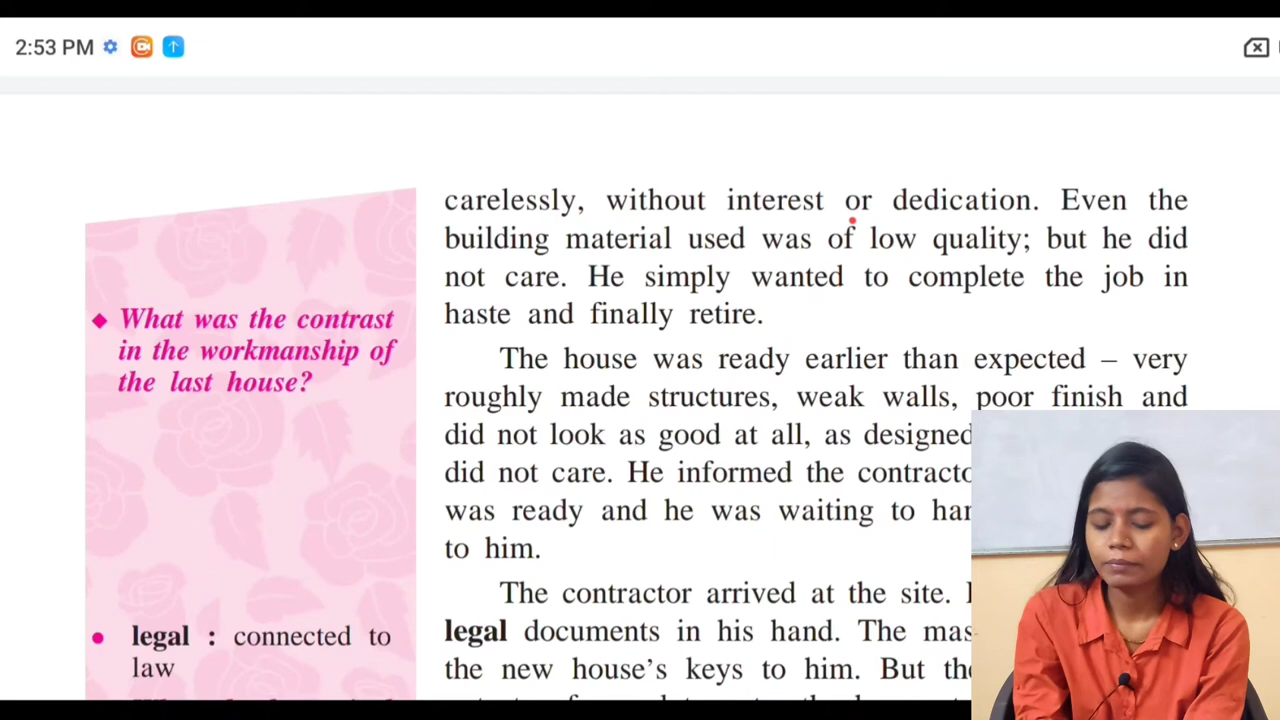 2:53 PM
carelessly, without interest or dedication. Even the
building material used was of low quality; but he did
not care. He simply wanted to complete the job in
haste and finally retire.
What was the contrast
in the workmanship of
the last house?
The house was ready earlier than expected – very
roughly made structures, weak walls, poor finish and
did not look as good at all, as designed
did not care. He informed the
was ready and he was waiting to
to him.
The contractor arrived at the site.
legal documents in his hand. The
the new house's keys to him. But
legal : connected to
law